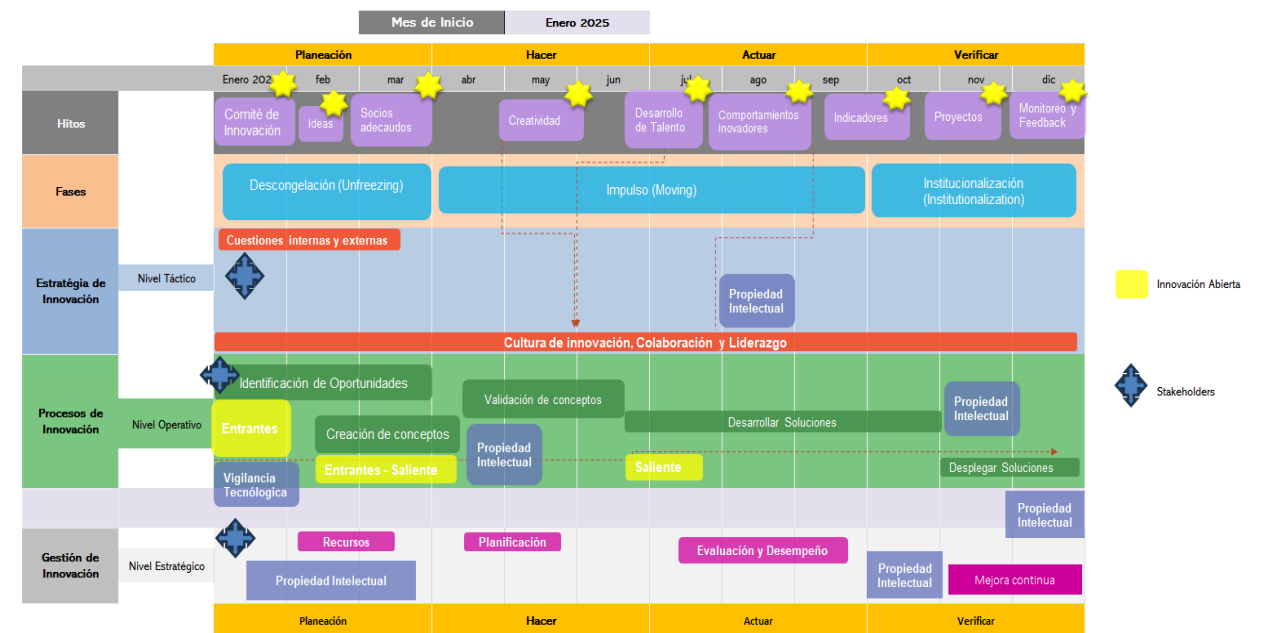 Mes de Inicio
Enero 2025
Planeación
Hacer
Actuar
Verificar
Enero 202
feb
mar
abr
may
jun
jul
ago
sep
oct
nov
dic
Hitos
Comité de
Innovación
Ideas
Socios
adecaudos
Creatividad
Desarrollo
de Talento
Comportamientos
inovadores
Indicadores
Proyectos
Monitoreo y
Feedback
Fases
Descongelación (Unfreezing)
Impulso (Moving)
Institucionalización
(Institutionalization)
Cuestiones internas y externas
Estratégia de
Innovación
Nivel Táctico
Propiedad
Intelectual
Innovación Abierta
Cultura de innovación, Colaboración y Liderazgo
Identificación de Oportunidades
Stakeholders
Procesos de
Innovación
Nivel Operativo
Entrantes
Validación de conceptos
Propiedad
Intelectual
Creación de conceptos
Desarrollar Soluciones
Propiedad
Intelectual
Entrantes - Saliente
Saliente
Desplegar Soluciones
Vigilancia
Tecnólogica
Propiedad
Intelectual
Gestión de
Innovación
Nivel Estratégico
Recursos
Planificación
Evaluación y Desempeño
Propiedad Intelectual
Propiedad
Intelectual
Mejora continua
Planeación
Hacer
Actuar
Verificar